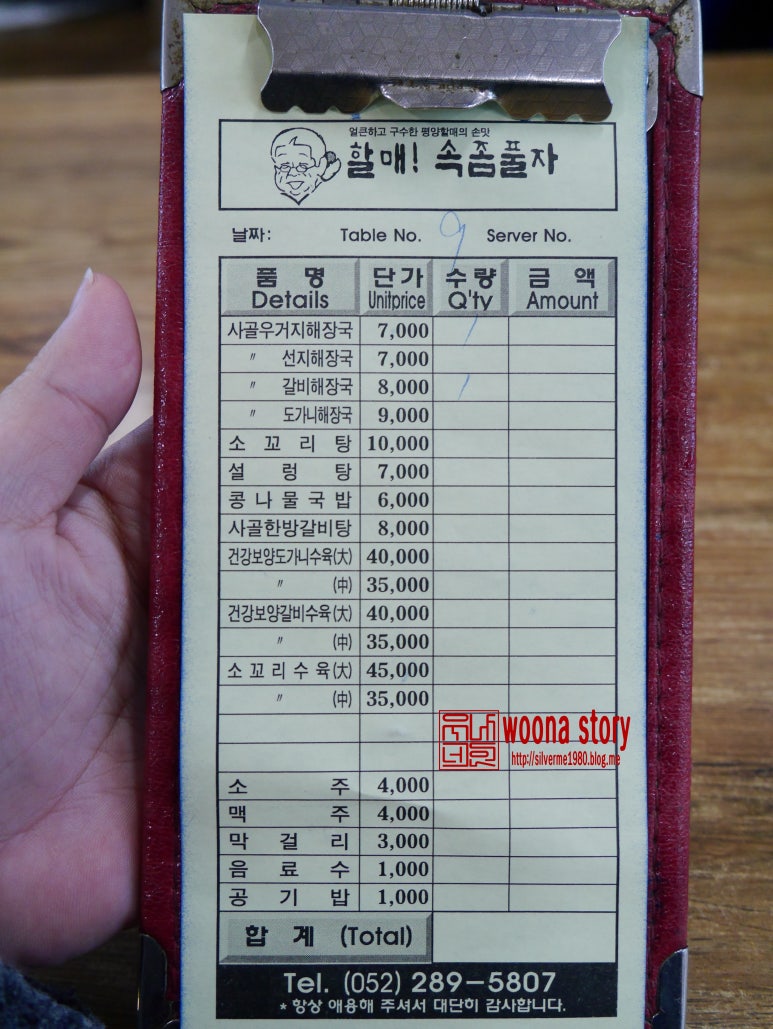 얼큰하고 구수한 평양할매의 손맛
할매! 속좀풀자
날짜: Table No. 9 Server No.
품 명 단가 수량 금 액
Details Unitprice Q'ty Amount
사골우거지해장국 7,000 /
〃 선지해장국 7,000
〃 갈비해장국 8,000 /
〃 도가니해장국 9,000
소 꼬 리 탕 10,000
설 렁 탕 7,000
콩 나 물 국 밥 6,000
사골한방갈비탕 8,000
건강보양도가니수육(大) 40,000
〃 (中) 35,000
건강보양갈비수육(大) 40,000
〃 (中) 35,000
소 꼬 리 수 육(大) 45,000
〃 (中) 35,000
woona story
http://silverme1980.blog.me
소 주 4,000
맥 주 4,000
막 걸 리 3,000
음 료 수 1,000
공 기 밥 1,000
합 계 (Total)
Tel. (052) 289-5807
* 항상 애용해 주셔서 대단히 감사합니다.